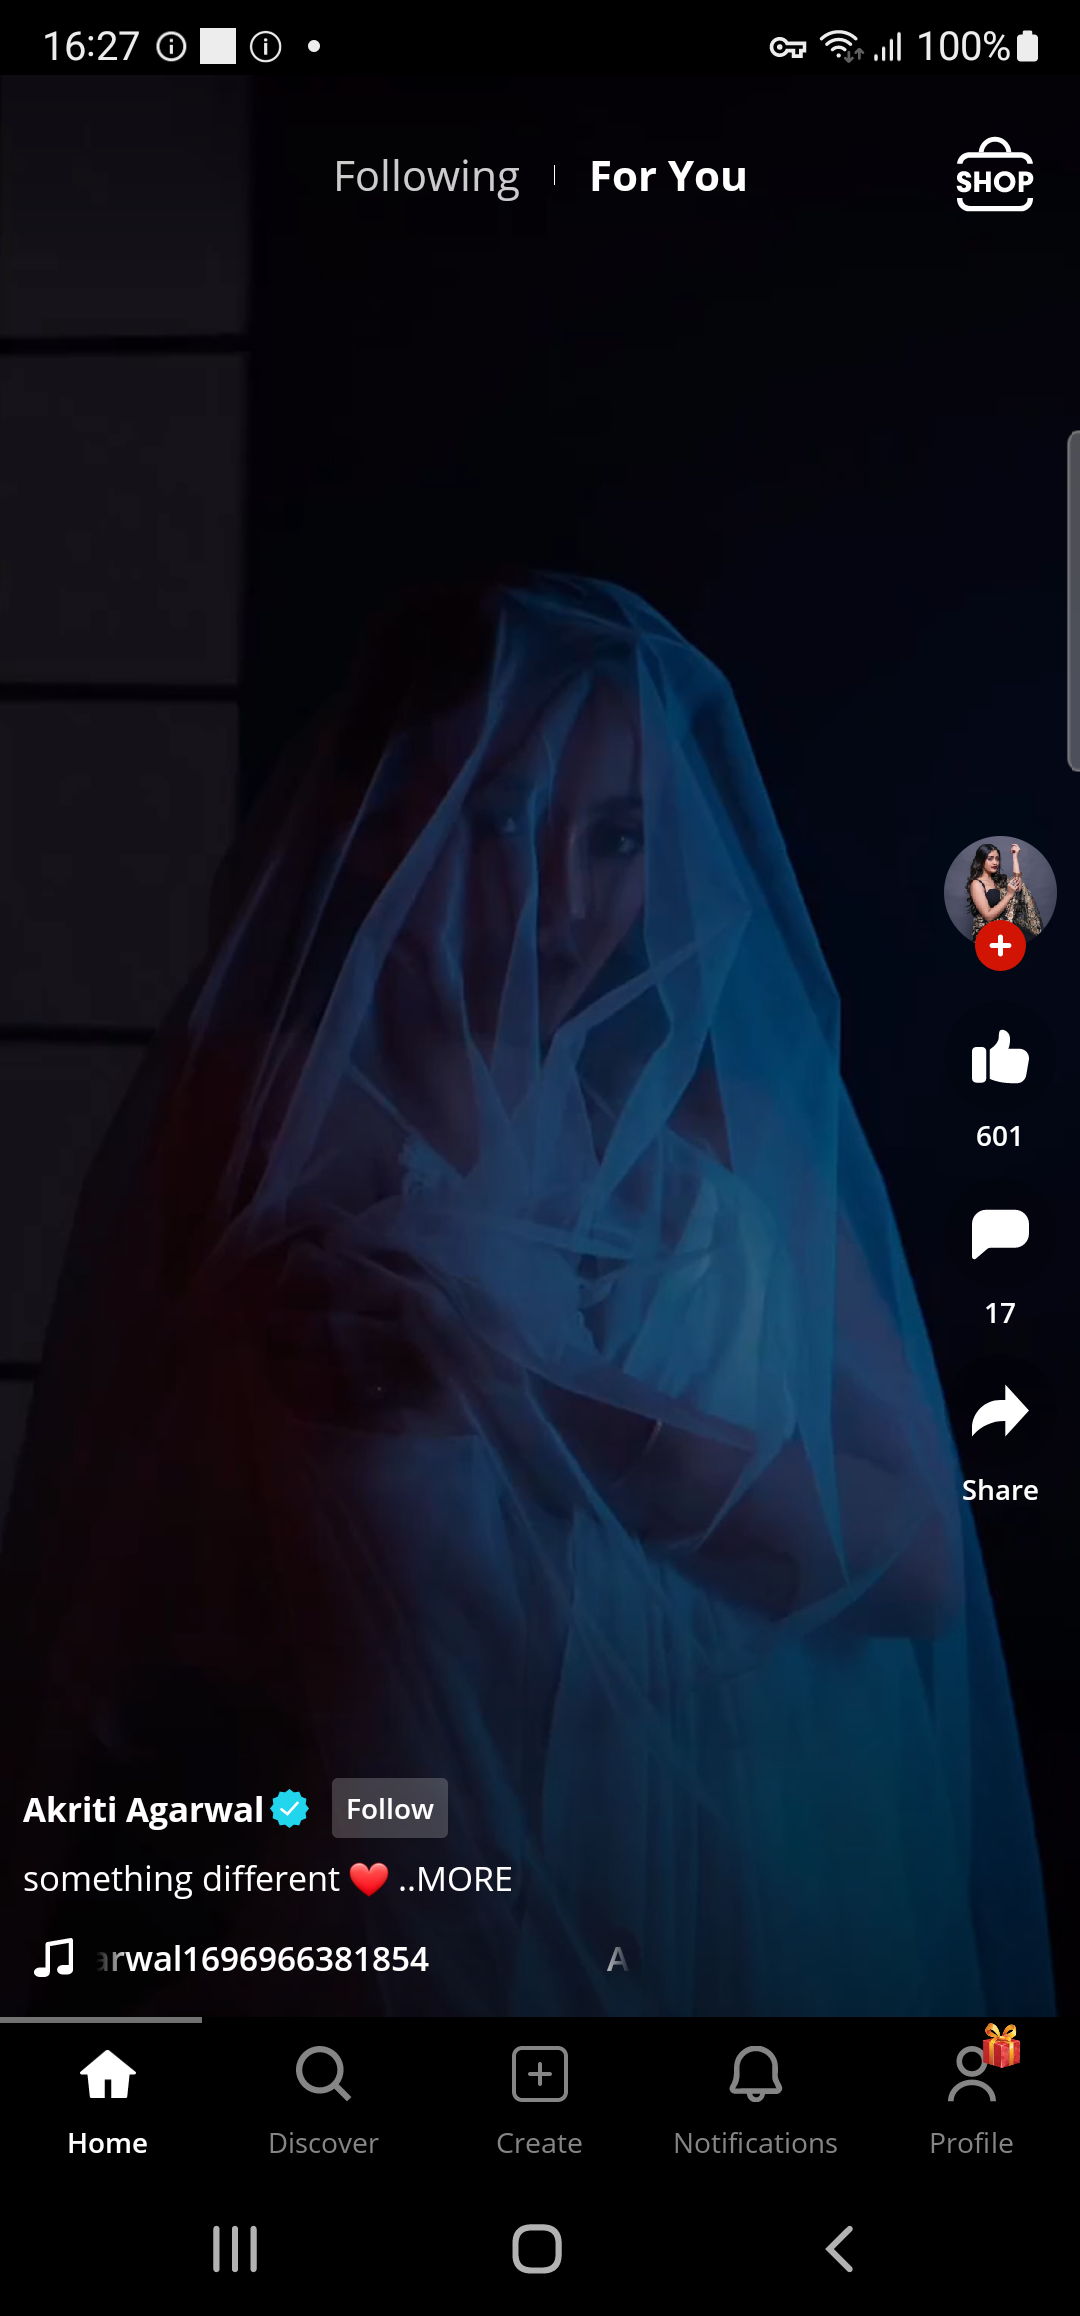 16:27
100%
Following
For You
SHOP
601
17
Share
Akriti Agarwal
Follow
something different ❤️ ..MORE
arwal1696966381854
A
Home
Discover
Create
Notifications
Profile